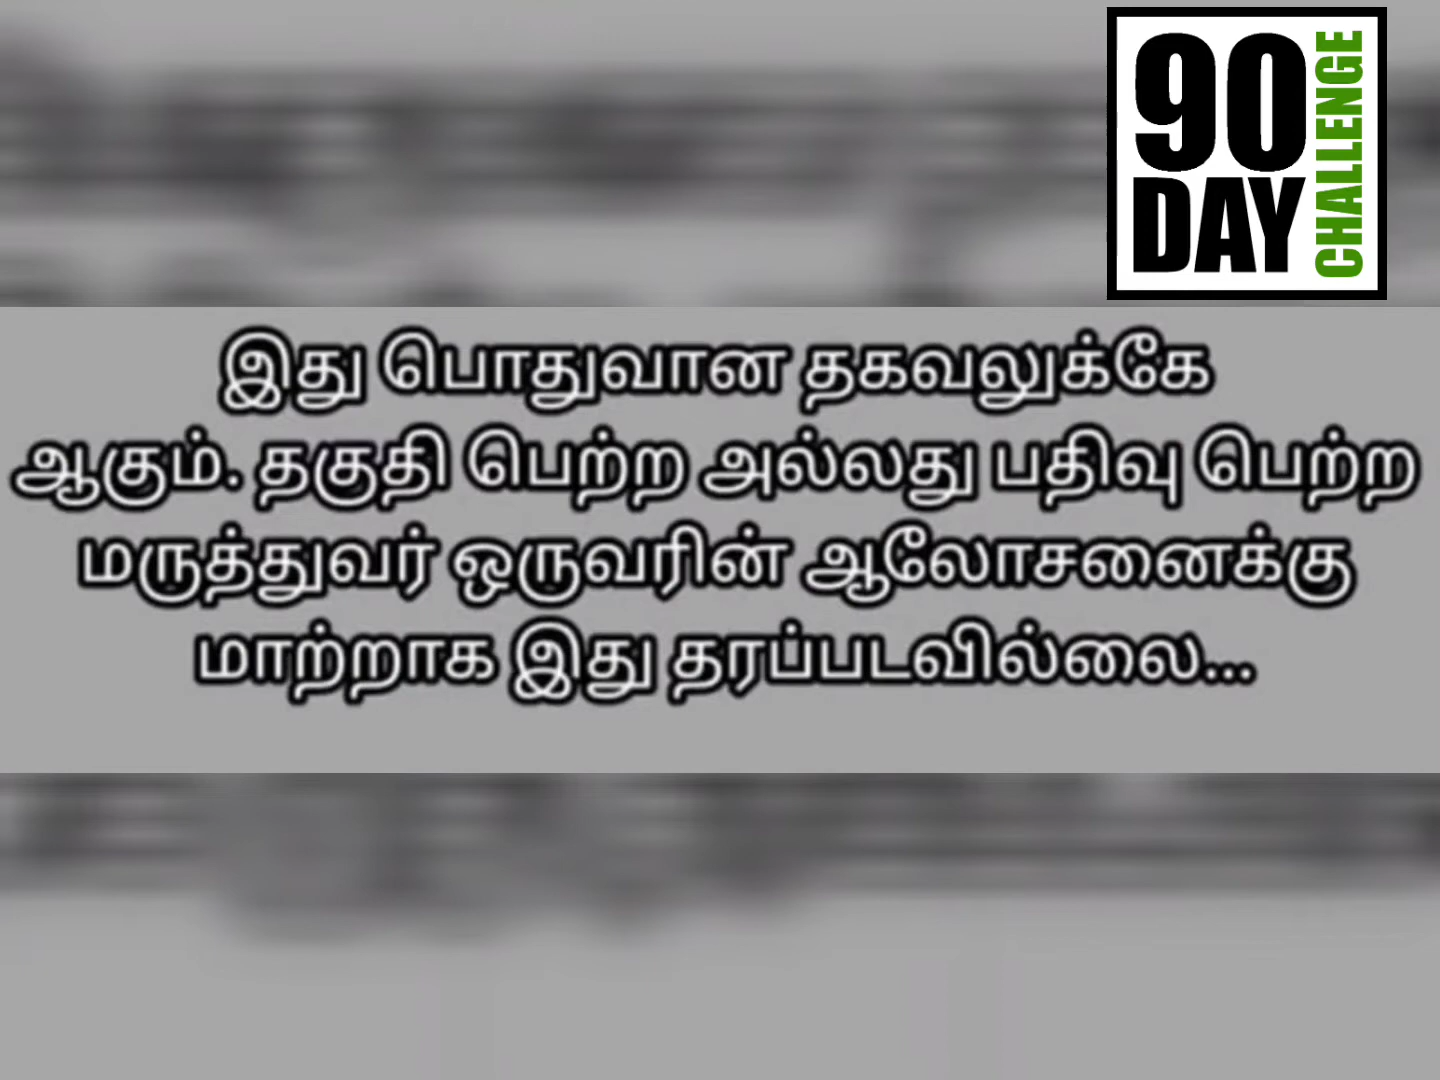 90
DAY
CHALLENGE
இது பொதுவான தகவலுக்கே
ஆகும். தகுதி பெற்ற அல்லது பதிவு பெற்ற
மருத்துவர் ஒருவரின் ஆலோசனைக்கு
மாற்றாக இது தரப்படவில்லை...